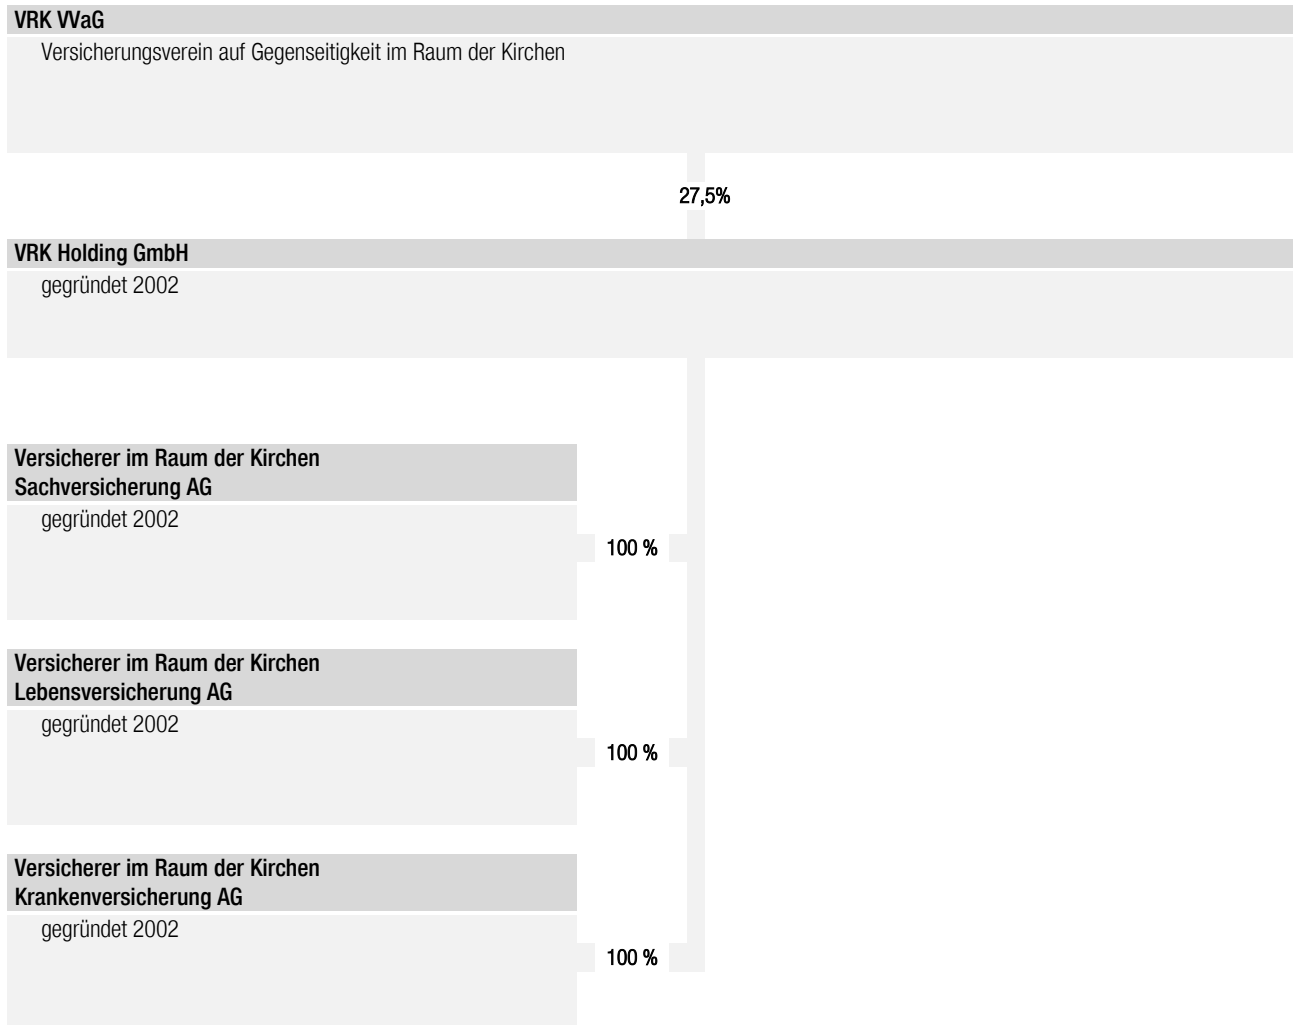 VRK VVaG
Versicherungsverein auf Gegenseitigkeit im Raum der Kirchen
27,5%
VRK Holding GmbH
gegründet 2002
Versicherer im Raum der Kirchen
Sachversicherung AG
gegründet 2002
100 %
Versicherer im Raum der Kirchen
Lebensversicherung AG
gegründet 2002
100 %
Versicherer im Raum der Kirchen
Krankenversicherung AG
gegründet 2002
100 %